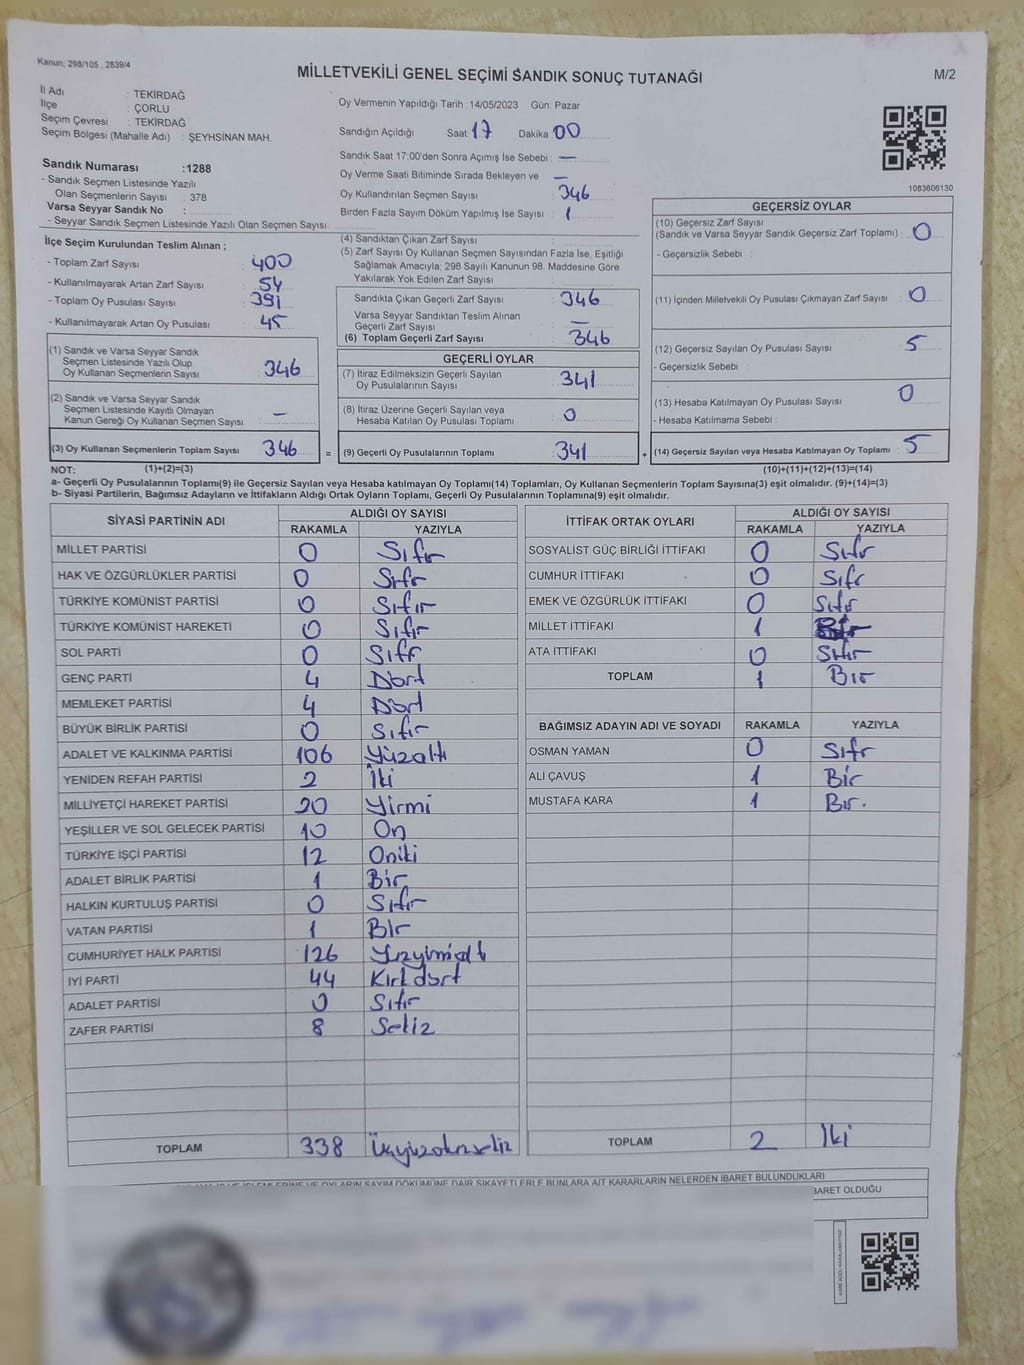 Kanun; 298/105 , 2839/4
MİLLETVEKİLİ GENEL SEÇİMİ SANDIK SONUÇ TUTANAĞI
M/2
İl Adı : TEKİRDAĞ
İlçe : ÇORLU
Seçim Çevresi : TEKİRDAĞ
Seçim Bölgesi (Mahalle Adı) : ŞEYHSİNAN MAH.
Sandık Numarası :1288
- Sandık Seçmen Listesinde Yazılı
Olan Seçmenlerin Sayısı : 378
Varsa Seyyar Sandık No :
- Seyyar Sandık Seçmen Listesinde Yazılı Olan Seçmen Sayısı:
Oy Vermenin Yapıldığı Tarih :14/05/2023 Gün: Pazar
Sandığın Açıldığı Saat: 17 Dakika 00
Sandık Saat 17:00'den Sonra Açımış İse Sebebi : —
Oy Verme Saati Bitiminde Sırada Bekleyen ve —
Oy Kullandırılan Seçmen Sayısı 346
Birden Fazla Sayım Döküm Yapılmış İse Sayısı 1
1083606130
İlçe Seçim Kurulundan Teslim Alınan ;
- Toplam Zarf Sayısı 400
- Kullanılmayarak Artan Zarf Sayısı 54
- Toplam Oy Pusulası Sayısı 391
- Kullanılmayarak Artan Oy Pusulası 45
(1) Sandık ve Varsa Seyyar Sandık
Seçmen Listesinde Yazılı Olup
Oy Kullanan Seçmenlerin Sayısı 346
(2) Sandık ve Varsa Seyyar Sandık
Seçmen Listesinde Kayıtlı Olmayan
Kanun Gereği Oy Kullanan Seçmen Sayısı —
(3) Oy Kullanan Seçmenlerin Toplam Sayısı 346 =
(4) Sandıktan Çıkan Zarf Sayısı
(5) Zarf Sayısı Oy Kullanan Seçmen Sayısından Fazla İse, Eşitliği
Sağlamak Amacıyla; 298 Sayılı Kanunun 98. Maddesine Göre
Yakılarak Yok Edilen Zarf Sayısı
Sandıkta Çıkan Geçerli Zarf Sayısı 346
Varsa Seyyar Sandıktan Teslim Alınan
Geçerli Zarf Sayısı —
(6) Toplam Geçerli Zarf Sayısı 346
GEÇERLİ OYLAR
(7) İtiraz Edilmeksizin Geçerli Sayılan
Oy Pusulalarının Sayısı 341
(8) İtiraz Üzerine Geçerli Sayılan veya
Hesaba Katılan Oy Pusulası Toplamı 0
(9) Geçerli Oy Pusulalarının Toplamı 341 +
GEÇERSİZ OYLAR
(10) Geçersiz Zarf Sayısı
(Sandık ve Varsa Seyyar Sandık Geçersiz Zarf Toplamı) 0
- Geçersizlik Sebebi :
(11) İçinden Milletvekili Oy Pusulası Çıkmayan Zarf Sayısı 0
(12) Geçersiz Sayılan Oy Pusulası Sayısı 5
- Geçersizlik Sebebi :
(13) Hesaba Katılmayan Oy Pusulası Sayısı 0
- Hesaba Katılmama Sebebi :
(14) Geçersiz Sayılan veya Hesaba Katılmayan Oy Toplamı 5
NOT: (1)+(2)=(3) (10)+(11)+(12)+(13)=(14)
a- Geçerli Oy Pusulalarının Toplamı(9) ile Geçersiz Sayılan veya Hesaba katılmayan Oy Toplamı(14) Toplamları, Oy Kullanan Seçmenlerin Toplam Sayısına(3) eşit olmalıdır. (9)+(14)=(3)
b- Siyasi Partilerin, Bağımsız Adayların ve İttifakların Aldığı Ortak Oyların Toplamı, Geçerli Oy Pusulalarının Toplamına(9) eşit olmalıdır.
SİYASİ PARTİNİN ADI ALDIĞI OY SAYISI
RAKAMLA YAZIYLA
MİLLET PARTİSİ 0 Sıfır
HAK VE ÖZGÜRLÜKLER PARTİSİ 0 Sıfır
TÜRKİYE KOMÜNİST PARTİSİ 0 Sıfır
TÜRKİYE KOMÜNİST HAREKETİ 0 Sıfır
SOL PARTİ 0 Sıfır
GENÇ PARTİ 4 Dört
MEMLEKET PARTİSİ 4 Dört
BÜYÜK BİRLİK PARTİSİ 0 Sıfır
ADALET VE KALKINMA PARTİSİ 106 Yüzaltı
YENİDEN REFAH PARTİSİ 2 İki
MİLLİYETÇİ HAREKET PARTİSİ 20 Yirmi
YEŞİLLER VE SOL GELECEK PARTİSİ 10 On
TÜRKİYE İŞÇİ PARTİSİ 12 Oniki
ADALET BİRLİK PARTİSİ 1 Bir
HALKIN KURTULUŞ PARTİSİ 0 Sıfır
VATAN PARTİSİ 1 Bir
CUMHURİYET HALK PARTİSİ 126 Yüzyirmialtı
İYİ PARTİ 44 Kırkdört
ADALET PARTİSİ 0 Sıfır
ZAFER PARTİSİ 8 Sekiz
TOPLAM 338 Üçyüzotuzsekiz
İTTİFAK ORTAK OYLARI ALDIĞI OY SAYISI
RAKAMLA YAZIYLA
SOSYALİST GÜÇ BİRLİĞİ İTTİFAKI 0 Sıfır
CUMHUR İTTİFAKI 0 Sıfır
EMEK VE ÖZGÜRLÜK İTTİFAKI 0 Sıfır
MİLLET İTTİFAKI 1 Bir
ATA İTTİFAKI 0 Sıfır
TOPLAM 1 Bir
BAĞIMSIZ ADAYIN ADI VE SOYADI RAKAMLA YAZIYLA
OSMAN YAMAN 0 Sıfır
ALİ ÇAVUŞ 1 Bir
MUSTAFA KARA 1 Bir.
TOPLAM 2 İki
OYLARIN SAYIM DÖKÜMÜNE DAİR ŞİKAYETLERLE BUNLARA AİT KARARLARIN NELERDEN İBARET BULUNDUKLARI
BARET OLDUĞU